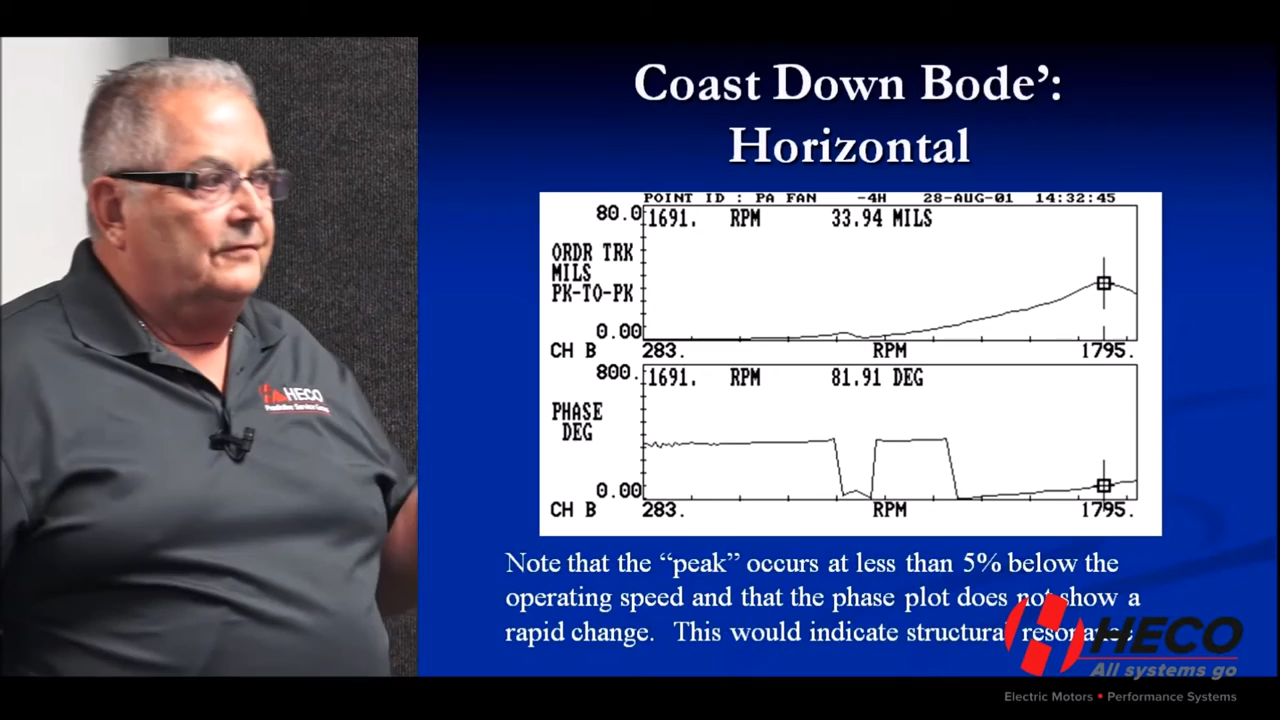 Coast Down Bode’:
Horizontal
POINT ID : PA FAN -4H 28-AUG-01 14:32:45
80.0
1691. RPM 33.94 MILS
ORDR TRK
MILS
PK-TO-PK
0.00
CH B 283. RPM 1795.
800.
1691. RPM 81.91 DEG
PHASE
DEG
0.00
CH B 283. RPM 1795.
Note that the “peak” occurs at less than 5% below the
operating speed and that the phase plot does not show a
rapid change. This would indicate structural resonance
HECO
HECO
All systems go
Electric Motors • Performance Systems